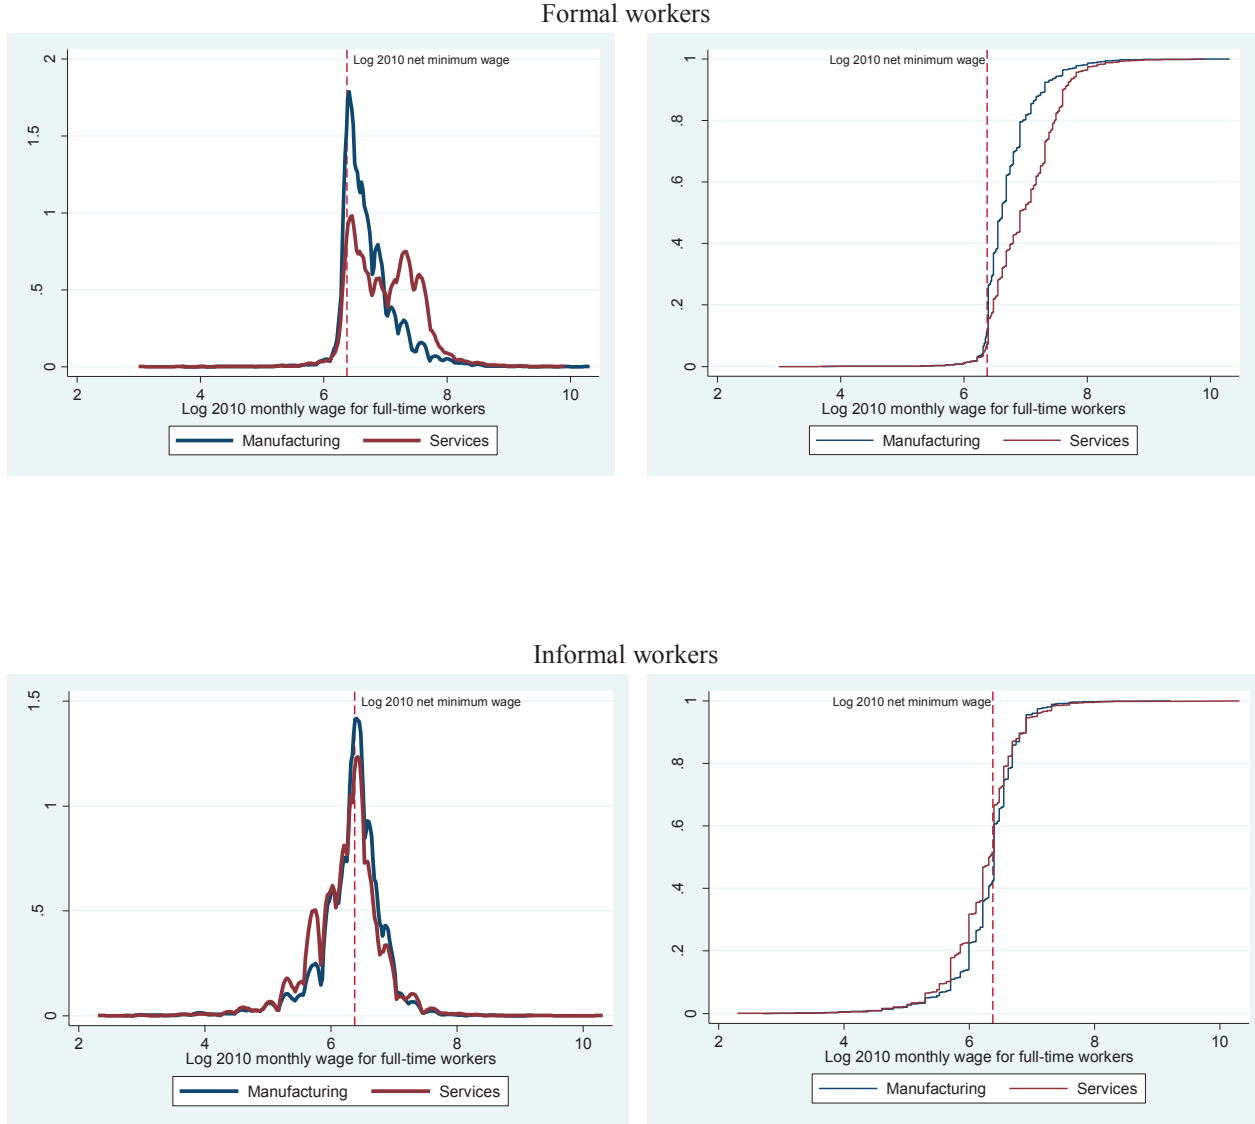 Formal workers
Log 2010 net minimum wage
2
1.5
1
.5
0
2 4 6 8 10
Log 2010 monthly wage for full-time workers
Manufacturing Services
Log 2010 net minimum wage
1
.8
.6
.4
.2
0
2 4 6 8 10
Log 2010 monthly wage for full-time workers
Manufacturing Services
Informal workers
Log 2010 net minimum wage
1.5
1
.5
0
2 4 6 8 10
Log 2010 monthly wage for full-time workers
Manufacturing Services
Log 2010 net minimum wage
1
.8
.6
.4
.2
0
2 4 6 8 10
Log 2010 monthly wage for full-time workers
Manufacturing Services